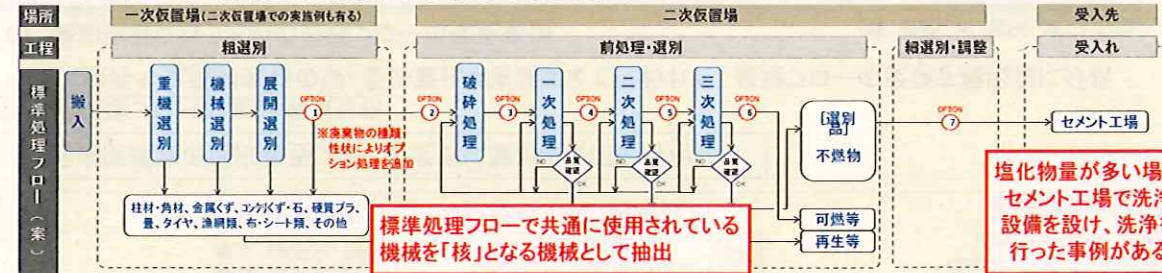 場所
一次仮置場(二次仮置場での実施例も有る)
二次仮置場
受入先
工程
粗選別
前処理・選別
細選別・調整
受入れ
標準処理フロー(案)
搬入
重機選別
機械選別
展開選別
OPTION
1
※廃棄物の種類
性状によりオプ
ション処理を追加
OPTION
2
破砕処理
OPTION
3
一次処理
OPTION
4
二次処理
OPTION
5
三次処理
OPTION
6
NO
品質
確認
OK
NO
品質
確認
OK
NO
品質
確認
OK
[選別
品]
不燃物
OPTION
7
セメント工場
柱材・角材、金属くず、コンクリくず・石、硬質プラ、
畳、タイヤ、漁網類、布・シート類、その他
可燃等
再生等
標準処理フローで共通に使用されている
機械を「核」となる機械として抽出
塩化物量が多い場
セメント工場で洗浄
設備を設け、洗浄を
行った事例がある